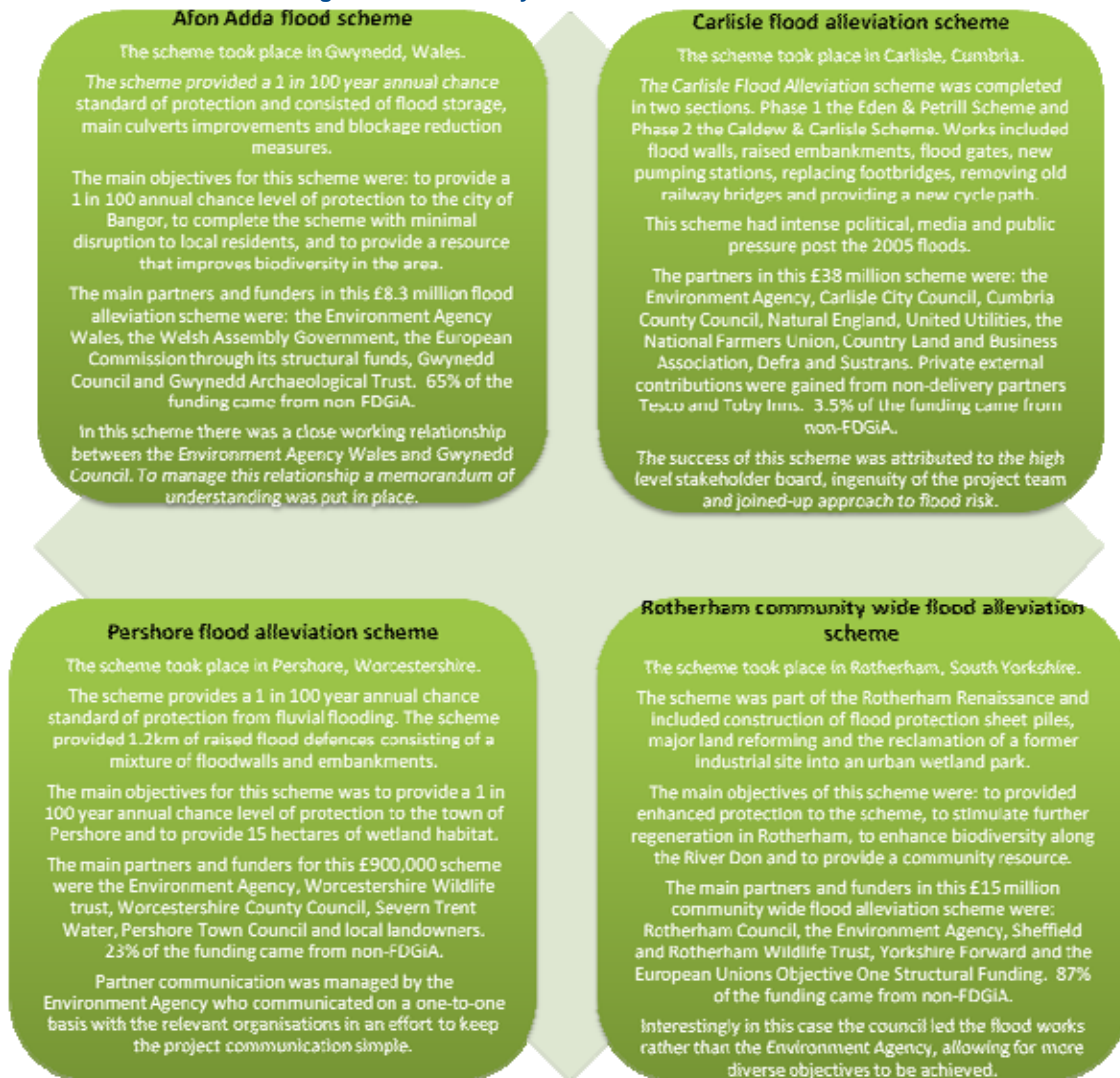 Afon Adda flood scheme
The scheme took place in Gwynedd, Wales.
The scheme provided a 1 in 100 year annual chance
standard of protection and consisted of flood storage,
main culverts improvements and blockage reduction
measures.
The main objectives for this scheme were: to provide a
1 in 100 annual chance level of protection to the city of
Bangor, to complete the scheme with minimal
disruption to local residents, and to provide a resource
that improves biodiversity in the area.
The main partners and funders in this £8.3 million flood
alleviation scheme were: the Environment Agency
Wales, the Welsh Assembly Government, the European
Commission through its structural funds, Gwynedd
Council and Gwynedd Archaeological Trust. 65% of the
funding came from non-FDGiA.
In this scheme there was a close working relationship
between the Environment Agency Wales and Gwynedd
Council. To manage this relationship a memorandum of
understanding was put in place.
Carlisle flood alleviation scheme
The scheme took place in Carlisle, Cumbria.
The Carlisle Flood Alleviation scheme was completed
in two sections. Phase 1 the Eden & Petrill Scheme and
Phase 2 the Caldew & Carlisle Scheme. Works included
flood walls, raised embankments, flood gates, new
pumping stations, replacing footbridges, removing old
railway bridges and providing a new cycle path.
This scheme had intense political, media and public
pressure post the 2005 floods.
The partners in this £38 million scheme were: the
Environment Agency, Carlisle City Council, Cumbria
County Council, Natural England, United Utilities, the
National Farmers Union, Country Land and Business
Association, Defra and Sustrans. Private external
contributions were gained from non-delivery partners
Tesco and Toby Inns. 3.5% of the funding came from
non-FDGiA.
The success of this scheme was attributed to the high
level stakeholder board, ingenuity of the project team
and joined-up approach to flood risk.
Pershore flood alleviation scheme
The scheme took place in Pershore, Worcestershire.
The scheme provides a 1 in 100 year annual chance
standard of protection from fluvial flooding. The scheme
provided 1.2km of raised flood defences consisting of a
mixture of floodwalls and embankments.
The main objectives for this scheme was to provide a 1 in
100 year annual chance level of protection to the town of
Pershore and to provide 15 hectares of wetland habitat.
The main partners and funders for this £900,000 scheme
were the Environment Agency, Worcestershire Wildlife
trust, Worcestershire County Council, Severn Trent
Water, Pershore Town Council and local landowners.
23% of the funding came from non-FDGiA.
Partner communication was managed by the
Environment Agency who communicated on a one-to-one
basis with the relevant organisations in an effort to keep
the project communication simple.
Rotherham community wide flood alleviation
scheme
The scheme took place in Rotherham, South Yorkshire.
The scheme was part of the Rotherham Renaissance and
included construction of flood protection sheet piles,
major land reforming and the reclamation of a former
industrial site into an urban wetland park.
The main objectives of this scheme were: to provided
enhanced protection to the scheme, to stimulate further
regeneration in Rotherham, to enhance biodiversity along
the River Don and to provide a community resource.
The main partners and funders in this £15 million
community wide flood alleviation scheme were:
Rotherham Council, the Environment Agency, Sheffield
and Rotherham Wildlife Trust, Yorkshire Forward and the
European Unions Objective One Structural Funding. 87%
of the funding came from non-FDGiA.
Interestingly in this case the council led the flood works
rather than the Environment Agency, allowing for more
diverse objectives to be achieved.